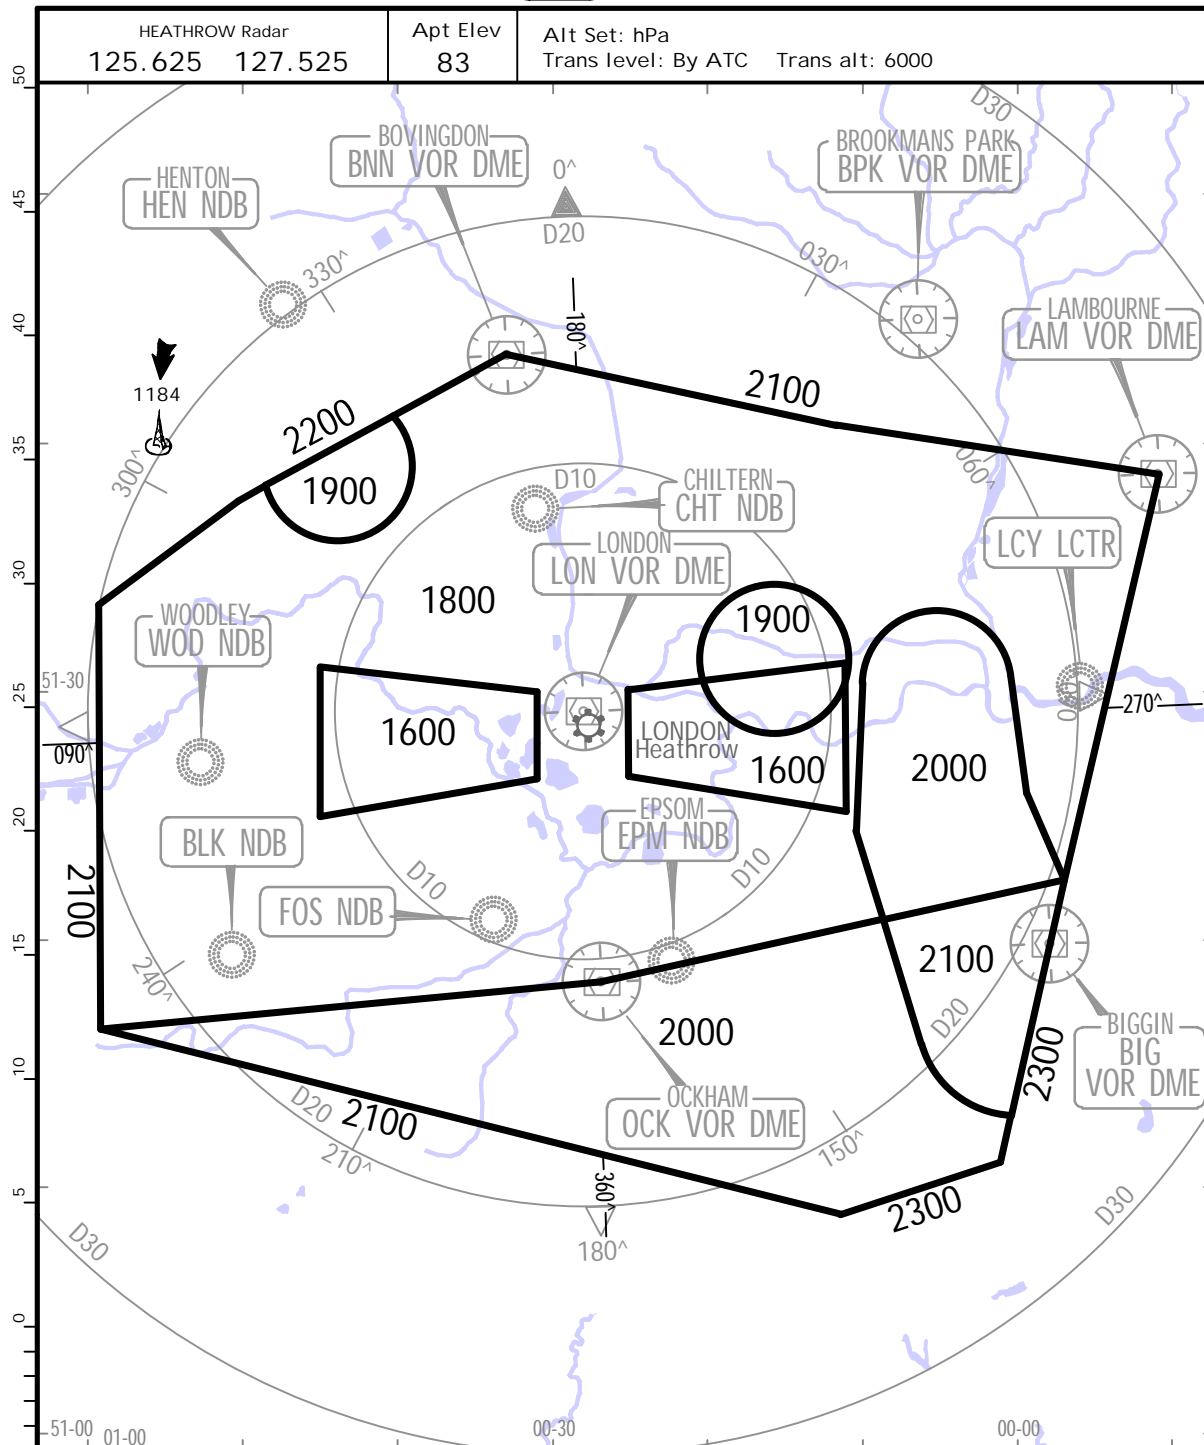 HEATHROW Radar
125.625 127.525
Apt Elev
83
Alt Set: hPa
Trans level: By ATC Trans alt: 6000
50
45
40
35
30
25
20
15
10
5
0
D30
BOVINGDON
BNN VOR DME
BROOKMANS PARK
BPK VOR DME
HENTON
HEN NDB
0^
D20
330^
030^
180^
LAMBOURNE
LAM VOR DME
1184
2200
2100
300^
060^
1900
D10
CHILTERN
CHT NDB
LONDON
LON VOR DME
LCY LCTR
1800
1900
WOODLEY
WOD NDB
51-30
1600
LONDON
Heathrow
1600
2000
090
270^
090^
BLK NDB
EPSOM
EPM NDB
2100
D10
D10
FOS NDB
2100
240^
2000
D20
BIGGIN
BIG
VOR DME
2300
D20
2100
OCKHAM
OCK VOR DME
210^
150^
360^
2300
180^
D30
D30
51-00
01-00
00-30
00-00